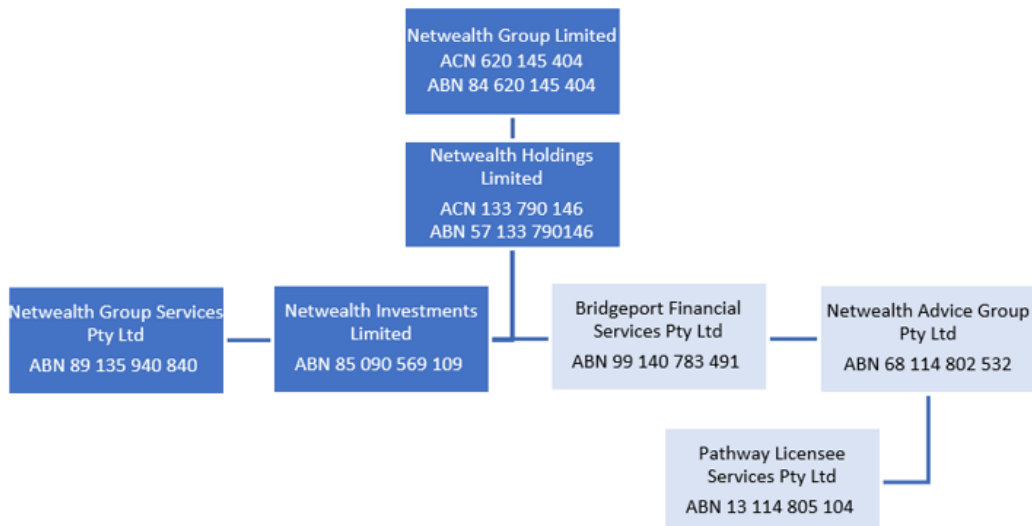 Netwealth Group Limited
ACN 620 145 404
ABN 84 620 145 404
Netwealth Holdings
Limited
ACN 133 790 146
ABN 57 133 790146
Netwealth Group Services
Pty Ltd
ABN 89 135 940 840
Netwealth Investments
Limited
ABN 85 090 569 109
Bridgeport Financial
Services Pty Ltd
ABN 99 140 783 491
Netwealth Advice Group
Pty Ltd
ABN 68 114 802 532
Pathway Licensee
Services Pty Ltd
ABN 13 114 805 104